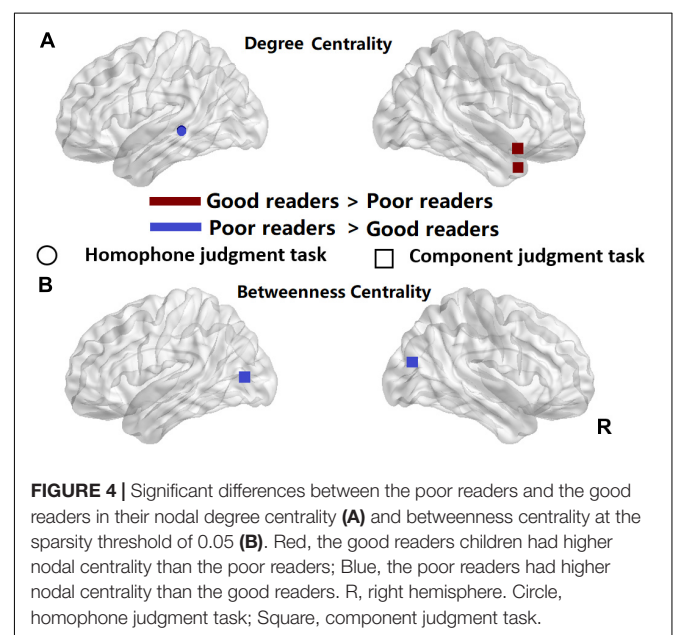 A
Degree Centrality
Good readers > Poor readers
Poor readers > Good readers
Homophone judgment task
Component judgment task
B
Betweenness Centrality
R
FIGURE 4 | Significant differences between the poor readers and the good
readers in their nodal degree centrality (A) and betweenness centrality at the
sparsity threshold of 0.05 (B). Red, the good readers children had higher
nodal centrality than the poor readers; Blue, the poor readers had higher
nodal centrality than the good readers. R, right hemisphere. Circle,
homophone judgment task; Square, component judgment task.